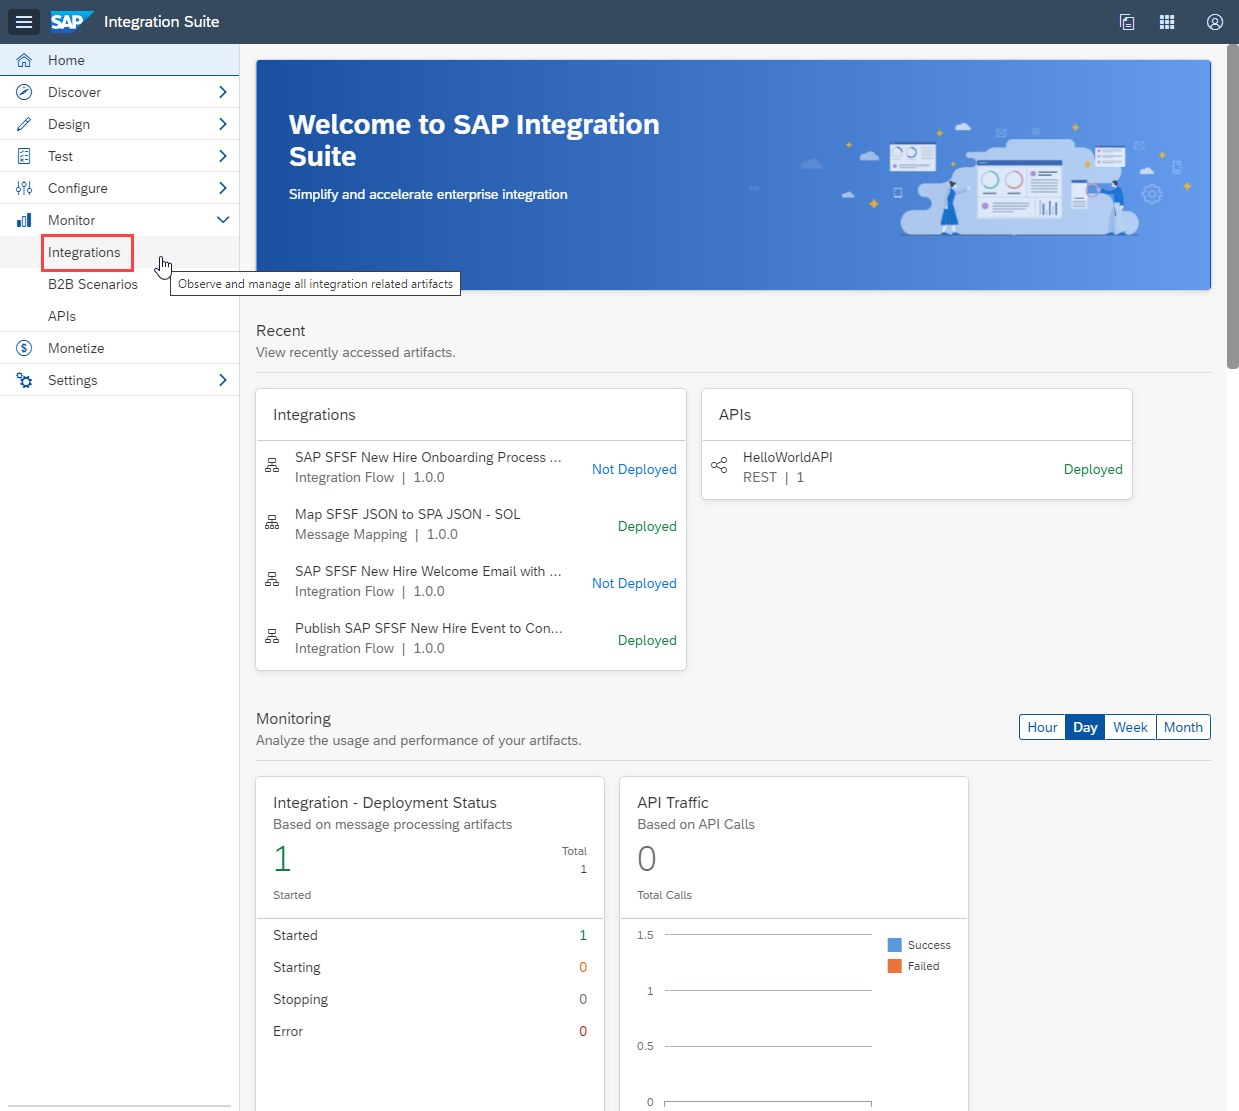 SAP Integration Suite
Home
Discover
Design
Test
Configure
Monitor
Integrations
B2B Scenarios
APIs
Monetize
Settings
Welcome to SAP Integration
Suite
Simplify and accelerate enterprise integration
Observe and manage all integration related artifacts
Recent
View recently accessed artifacts.
Integrations
SAP SFSF New Hire Onboarding Process ...
Integration Flow | 1.0.0
Not Deployed
Map SFSF JSON to SPA JSON - SOL
Message Mapping | 1.0.0
Deployed
SAP SFSF New Hire Welcome Email with ...
Integration Flow | 1.0.0
Not Deployed
Publish SAP SFSF New Hire Event to Con...
Integration Flow | 1.0.0
Deployed
APIs
HelloWorldAPI
REST | 1
Deployed
Monitoring
Analyze the usage and performance of your artifacts.
Hour Day Week Month
Integration - Deployment Status
Based on message processing artifacts
1
Total
1
Started
Started 1
Starting 0
Stopping 0
Error 0
API Traffic
Based on API Calls
0
Total Calls
1.5
1
0.5
0
Success
Failed